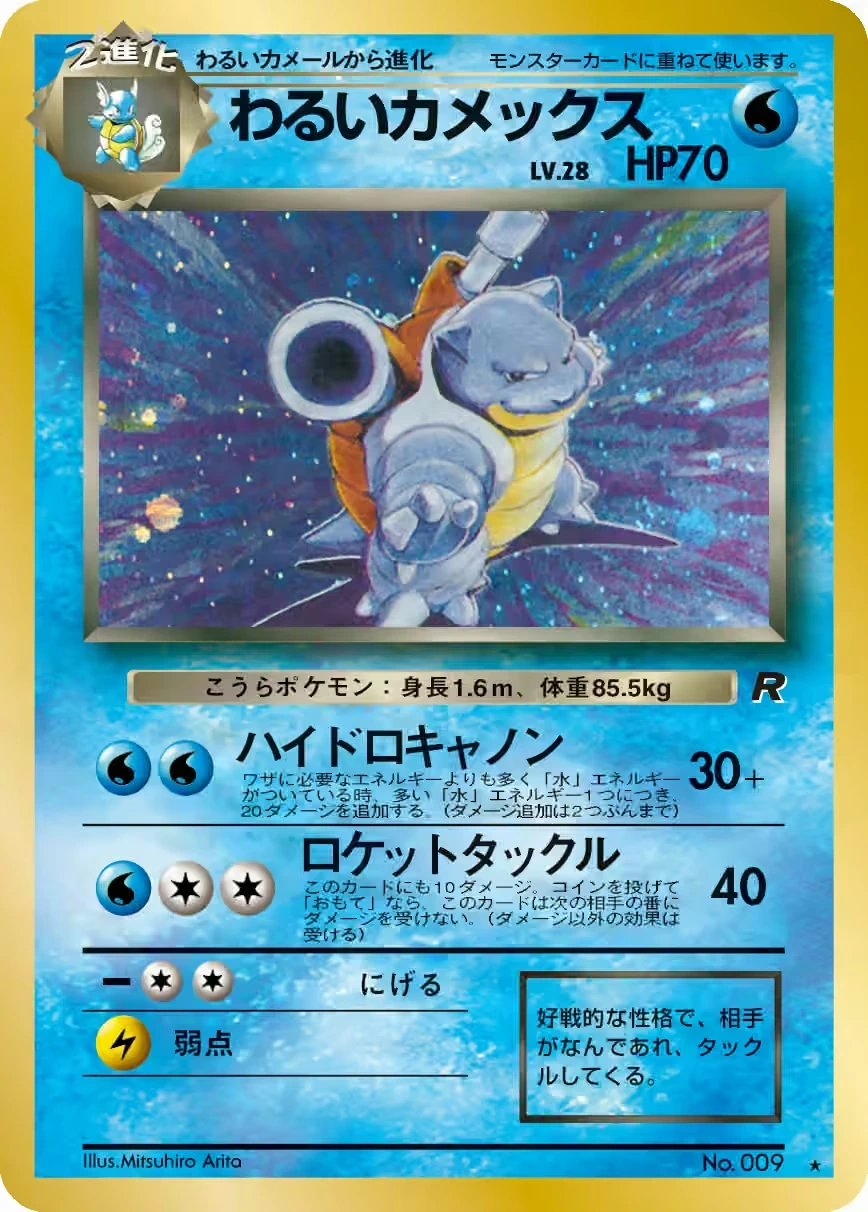 2進化
わるいカメールから進化
モンスターカードに重ねて使います。
わるいカメックス
LV.28 HP70
こうらポケモン：身長1.6m、体重85.5kg
R
ハイドロキャノン
ワザに必要なエネルギーよりも多く「水」エネルギー
がついている時、多い「水」エネルギー1つにつき、
20ダメージを追加する。（ダメージ追加は2つぶんまで）
30+
ロケットタックル
このカードにも10ダメージ。コインを投げて
「おもて」なら、このカードは次の相手の番に
ダメージを受けない。（ダメージ以外の効果は
受ける）
40
にげる
弱点
好戦的な性格で、相手
がなんであれ、タック
ルしてくる。
Illus.Mitsuhiro Arita
No.009 ★